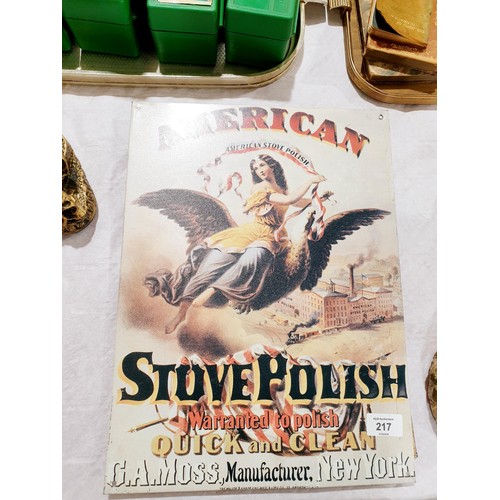 AMERICAN
AMERICAN STOVE POLISH
STOVE POLISH
Warranted to polish
QUICK and CLEAN
217
G.A.MOSS, Manufacturer, New York.